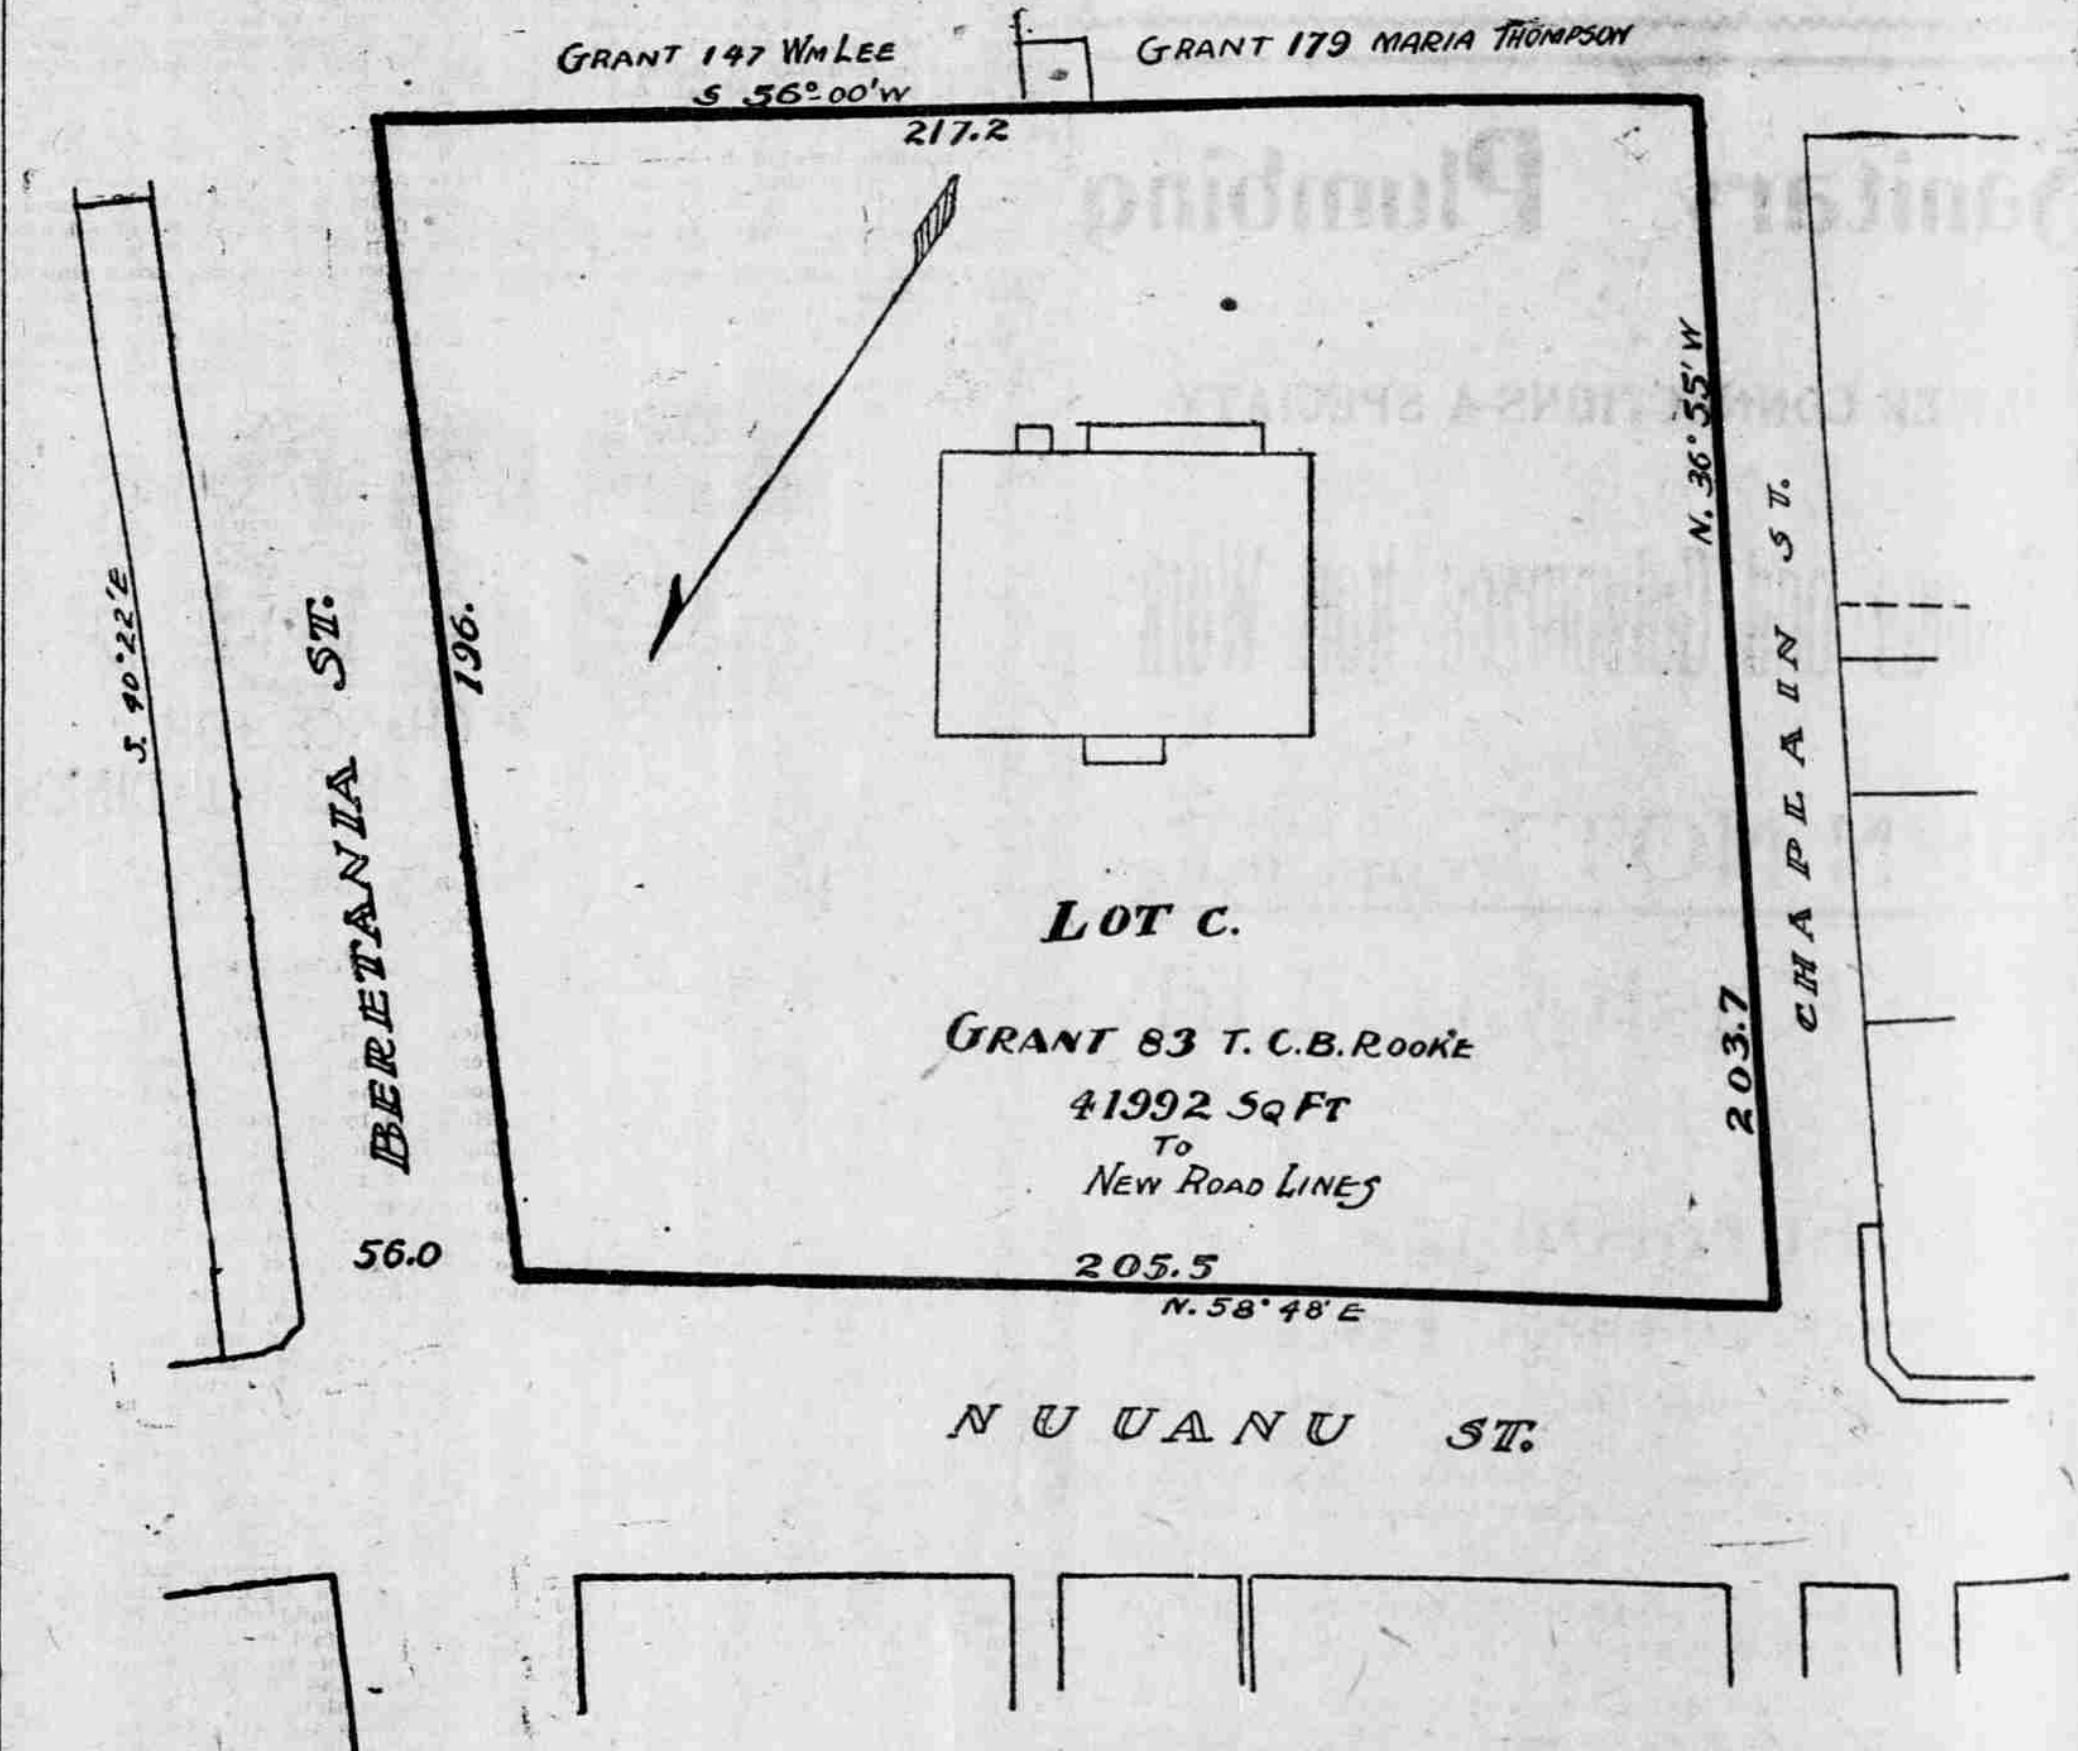 GRANT 147 WM LEE
GRANT 179 MARIA THOMPSON
S 56°00'W
217.2
N. 36°55'W
S. 40°22'E
BERETANIA ST.
196.
CHAPLAIN ST.
LOT C.
GRANT 83 T. C.B. ROOKE
41992 SQ FT
TO
NEW ROAD LINES
203.7
56.0
205.5
N. 58°48'E
NUUANU ST.